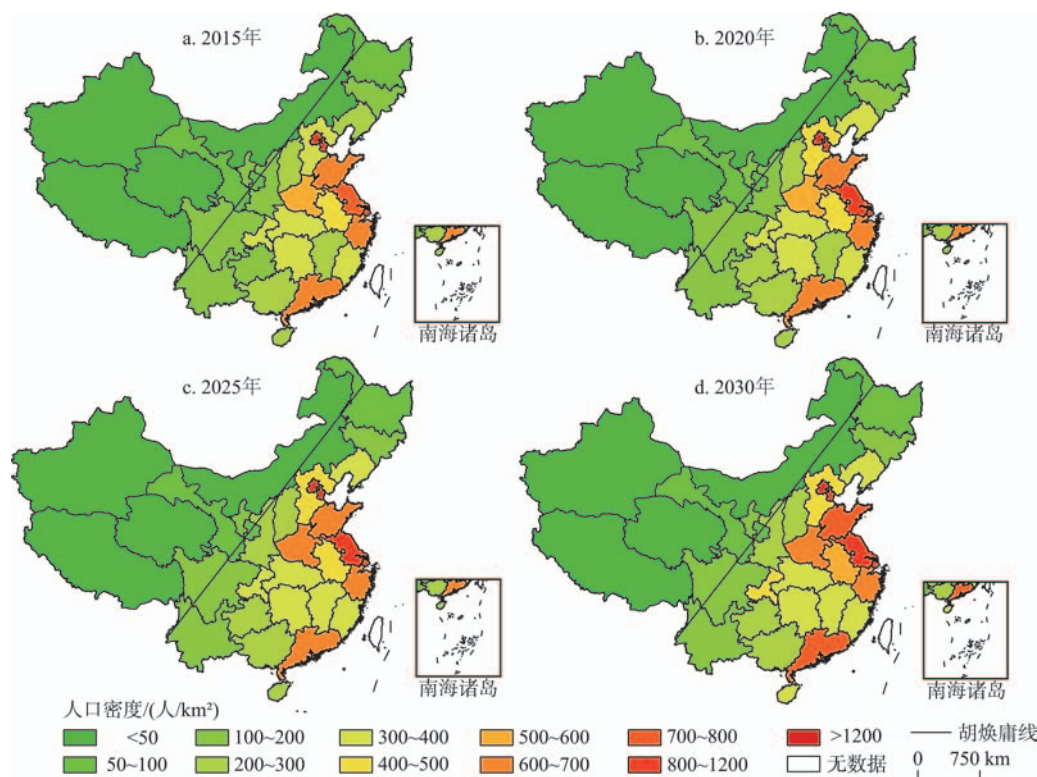 a. 2015年
b. 2020年
南海诸岛
南海诸岛
c. 2025年
d. 2030年
南海诸岛
南海诸岛
人口密度/(人/km²)
<50
100~200
300~400
500~600
700~800
>1200
胡焕庸线
50~100
200~300
400~500
600~700
800~1200
无数据
0 750 km